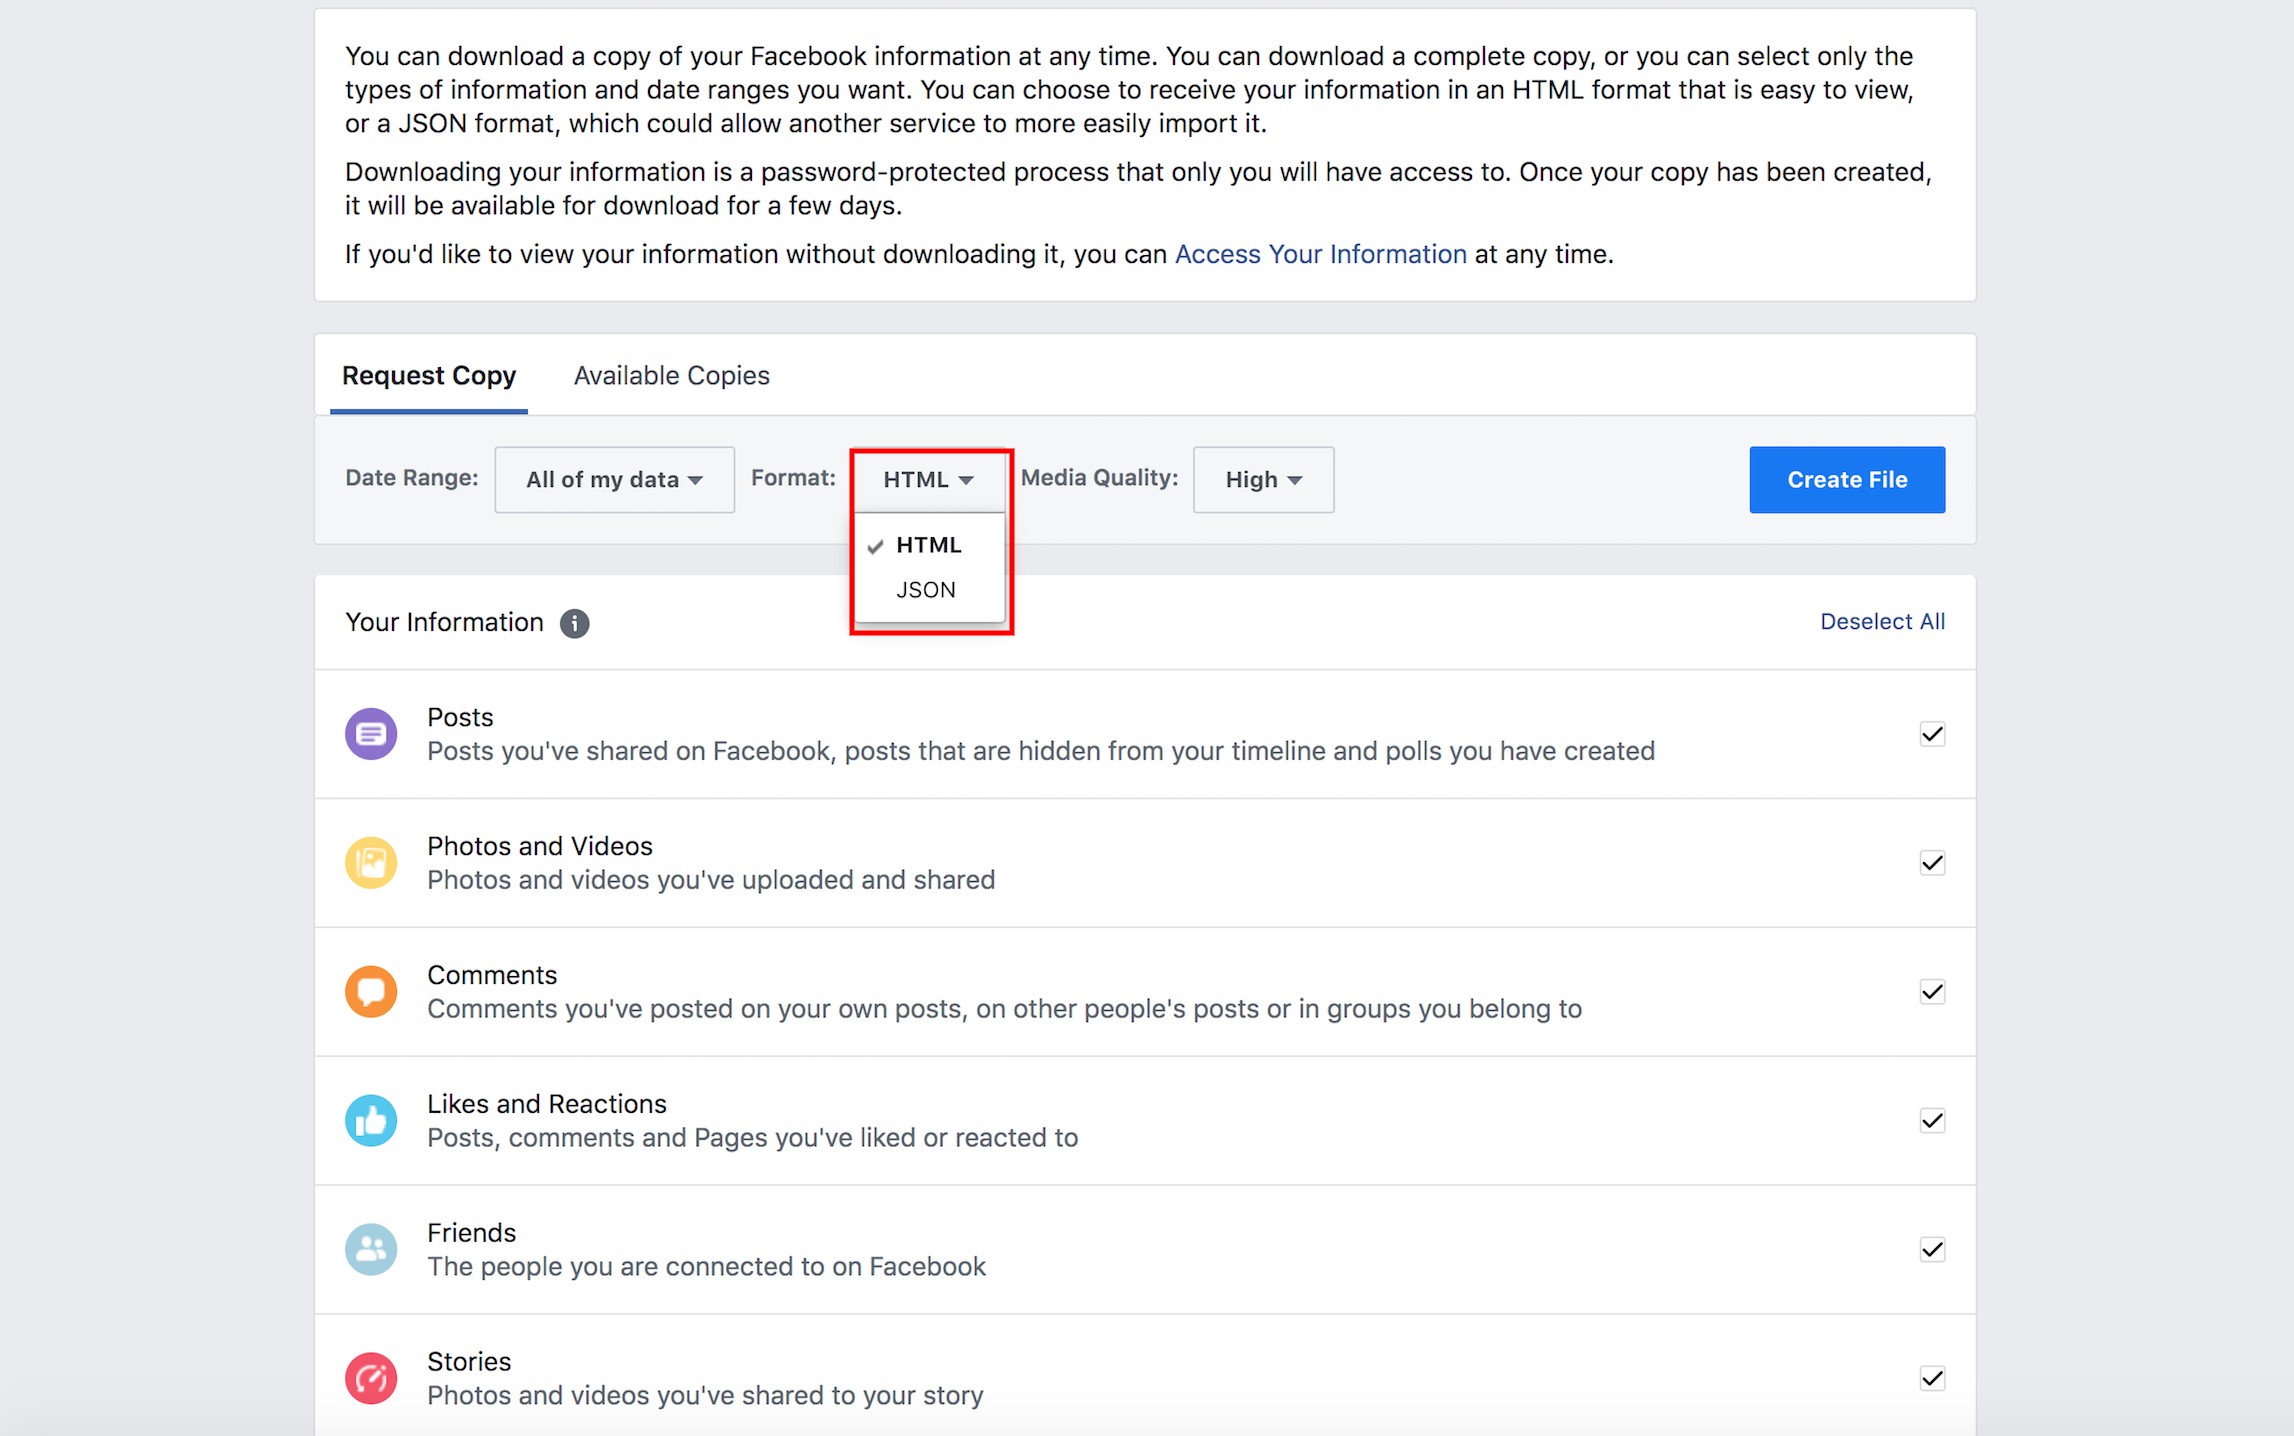 You can download a copy of your Facebook information at any time. You can download a complete copy, or you can select only the
types of information and date ranges you want. You can choose to receive your information in an HTML format that is easy to view,
or a JSON format, which could allow another service to more easily import it.
Downloading your information is a password-protected process that only you will have access to. Once your copy has been created,
it will be available for download for a few days.
If you'd like to view your information without downloading it, you can Access Your Information at any time.
Request Copy Available Copies
Date Range: All of my data Format: HTML Media Quality: High Create File
HTML
JSON
Your Information Deselect All
Posts
Posts you've shared on Facebook, posts that are hidden from your timeline and polls you have created
Photos and Videos
Photos and videos you've uploaded and shared
Comments
Comments you've posted on your own posts, on other people's posts or in groups you belong to
Likes and Reactions
Posts, comments and Pages you've liked or reacted to
Friends
The people you are connected to on Facebook
Stories
Photos and videos you've shared to your story